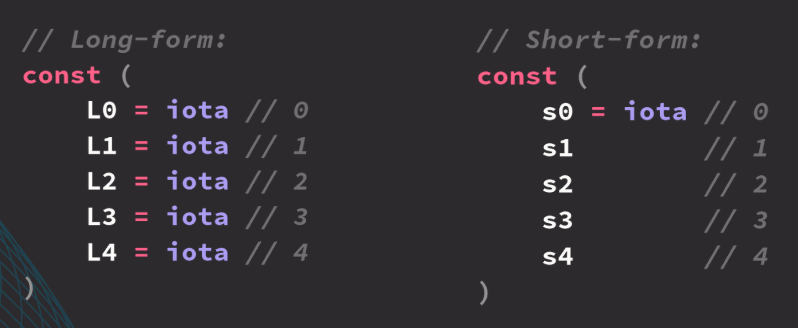 // Long-form:
const (
    L0 = iota // 0
    L1 = iota // 1
    L2 = iota // 2
    L3 = iota // 3
    L4 = iota // 4
)
// Short-form:
const (
    s0 = iota // 0
    s1        // 1
    s2        // 2
    s3        // 3
    s4        // 4
)